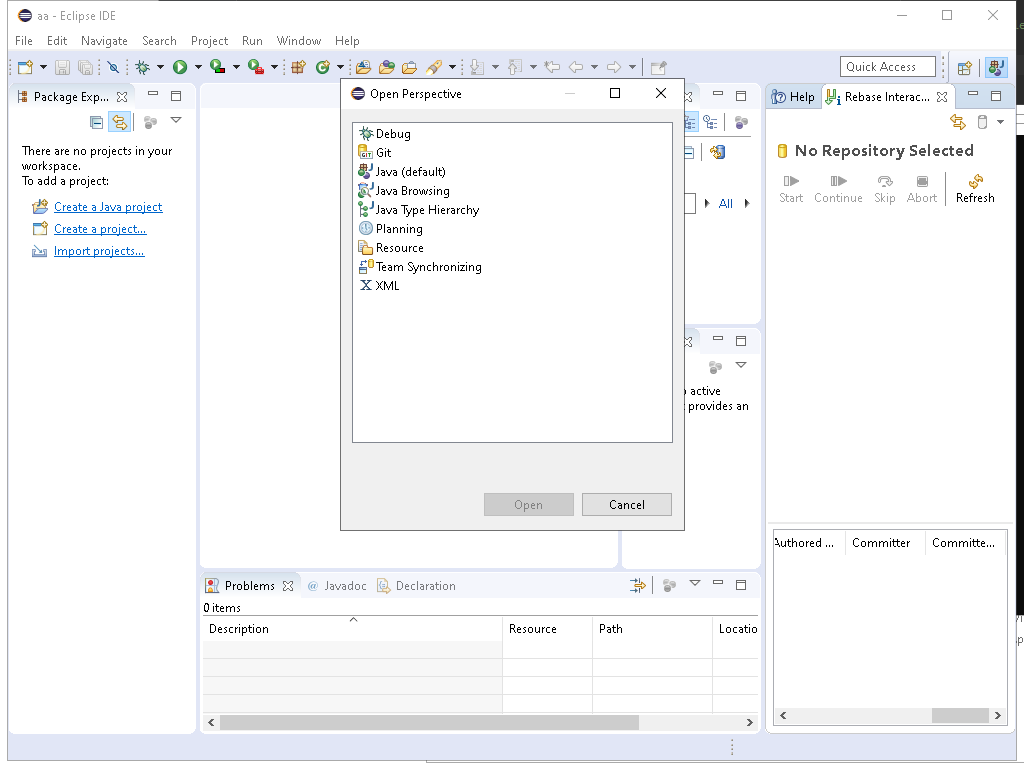 aa - Eclipse IDE
File Edit Navigate Search Project Run Window Help
Quick Access
Package Exp...
There are no projects in your
workspace.
To add a project:
Create a Java project
Create a project...
Import projects...
Open Perspective
Debug
Git
Java (default)
Java Browsing
Java Type Hierarchy
Planning
Resource
Team Synchronizing
XML
Open Cancel
All
active
provides an
Help Rebase Interac...
No Repository Selected
Start Continue Skip Abort Refresh
Authored ... Committer Committe...
Problems @ Javadoc Declaration
0 items
Description Resource Path Locatio